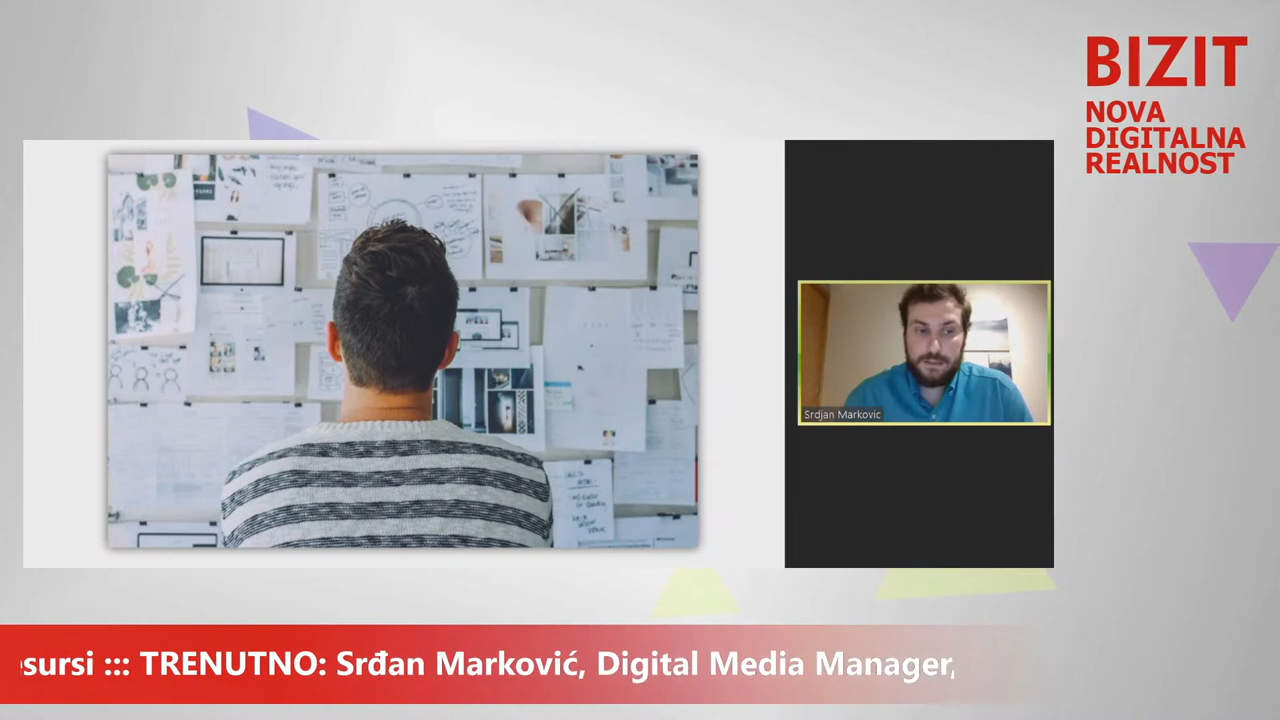 BIZIT
NOVA
DIGITALNA
REALNOST
Srdjan Markovic
sursi ::: TRENUTNO: Srđan Marković, Digital Media Manager,